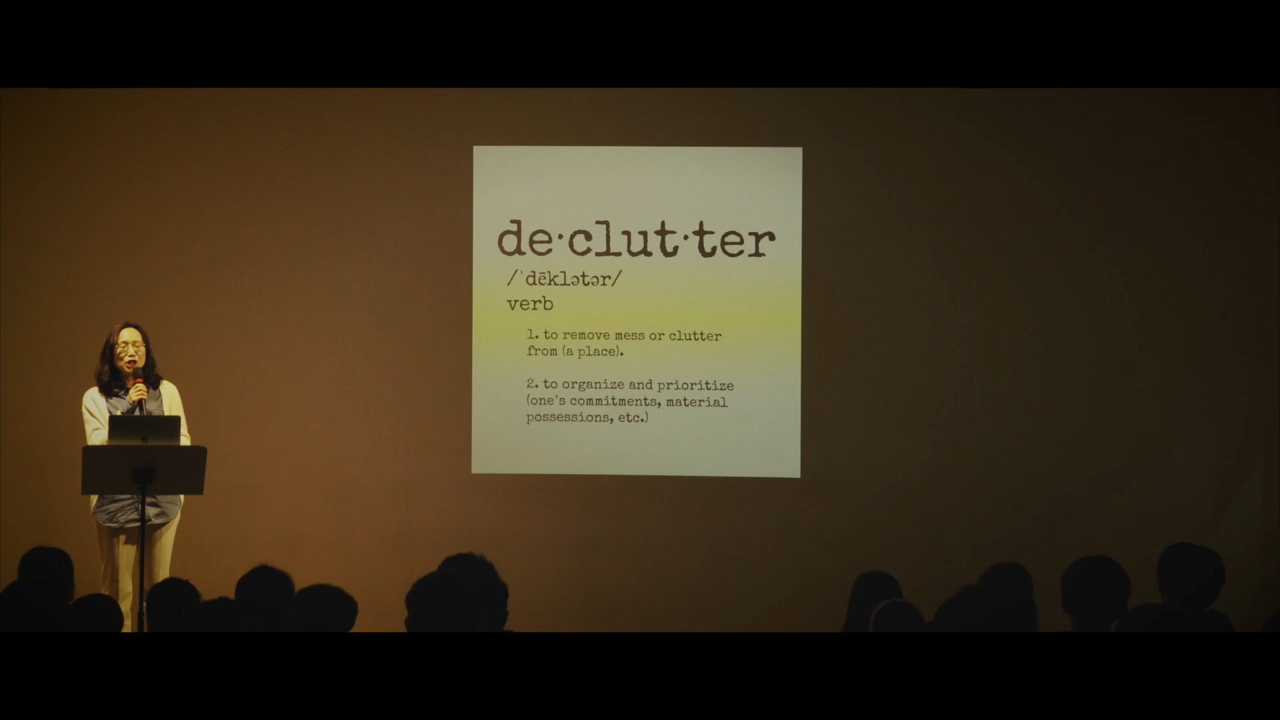 de·clut·ter
/ˈdēklətər/
verb
1. to remove mess or clutter
from (a place).
2. to organize and prioritize
(one's commitments, material
possessions, etc.)